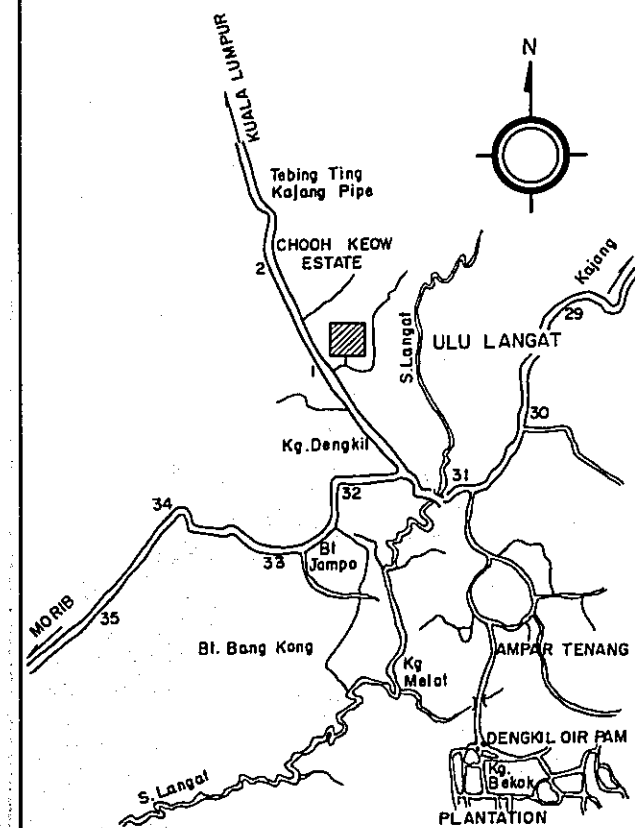 N
KUALA LUMPUR
Tebing Ting
Kajang Pipe
CHOOH KEOW
ESTATE
2
Kajang
29
S. Langat
ULU LANGAT
1
30
Kg. Dengkil
31
32
34
33
Bt
Jampo
35
MORIB
Bt. Bang Kong
Kg
Melot
AMPAR TENANG
DENGKIL OIR PAM
Kg.
Bekok
S. Langat
PLANTATION